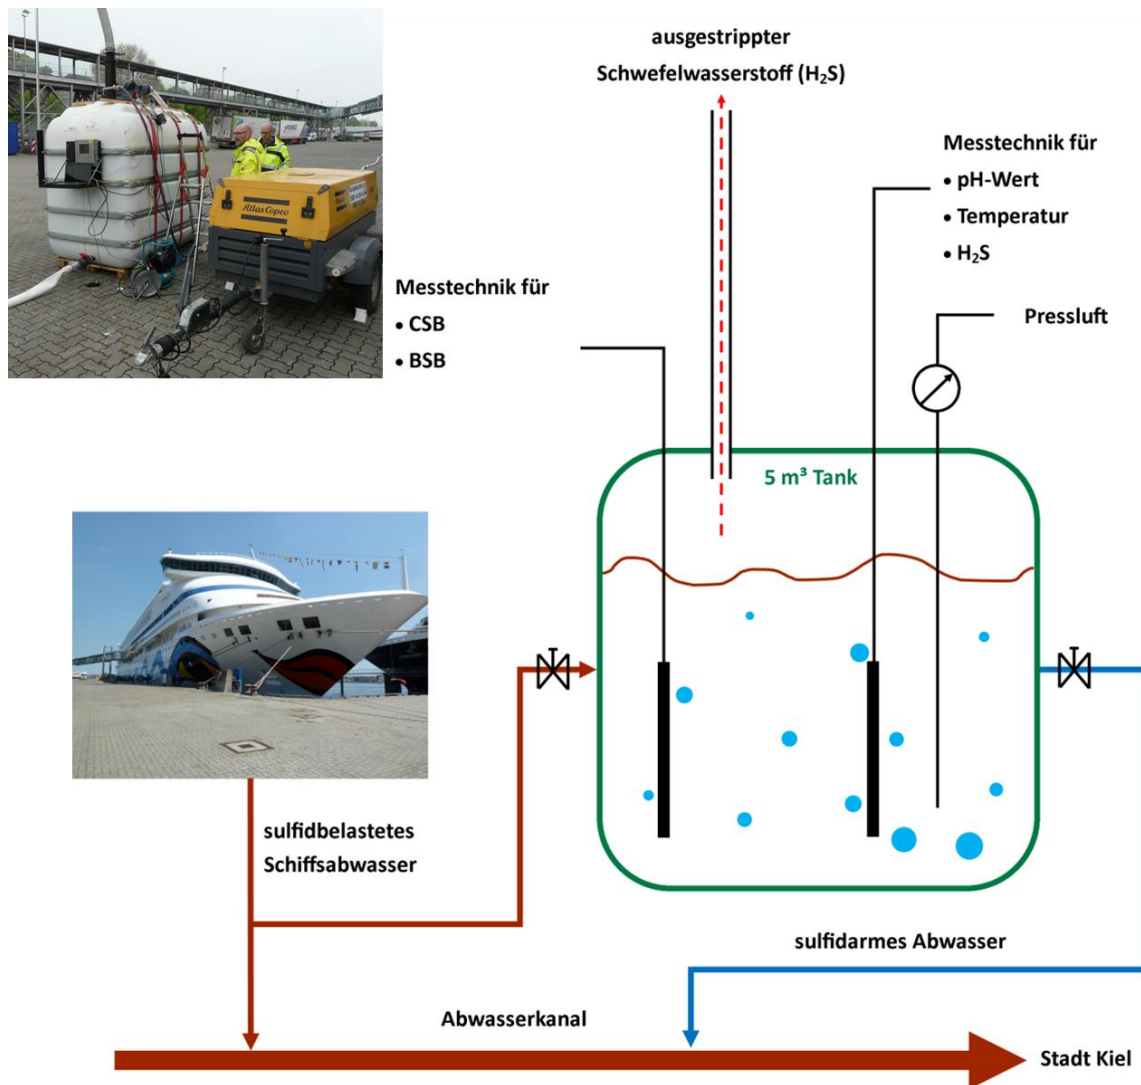 ausgestrippter
Schwefelwasserstoff (H₂S)
Messtechnik für
• pH-Wert
• Temperatur
• H₂S
Atlas Copco
Messtechnik für
• CSB
• BSB
Pressluft
5 m³ Tank
sulfidbelastetes
Schiffsabwasser
sulfidarmes Abwasser
Abwasserkanal
Stadt Kiel